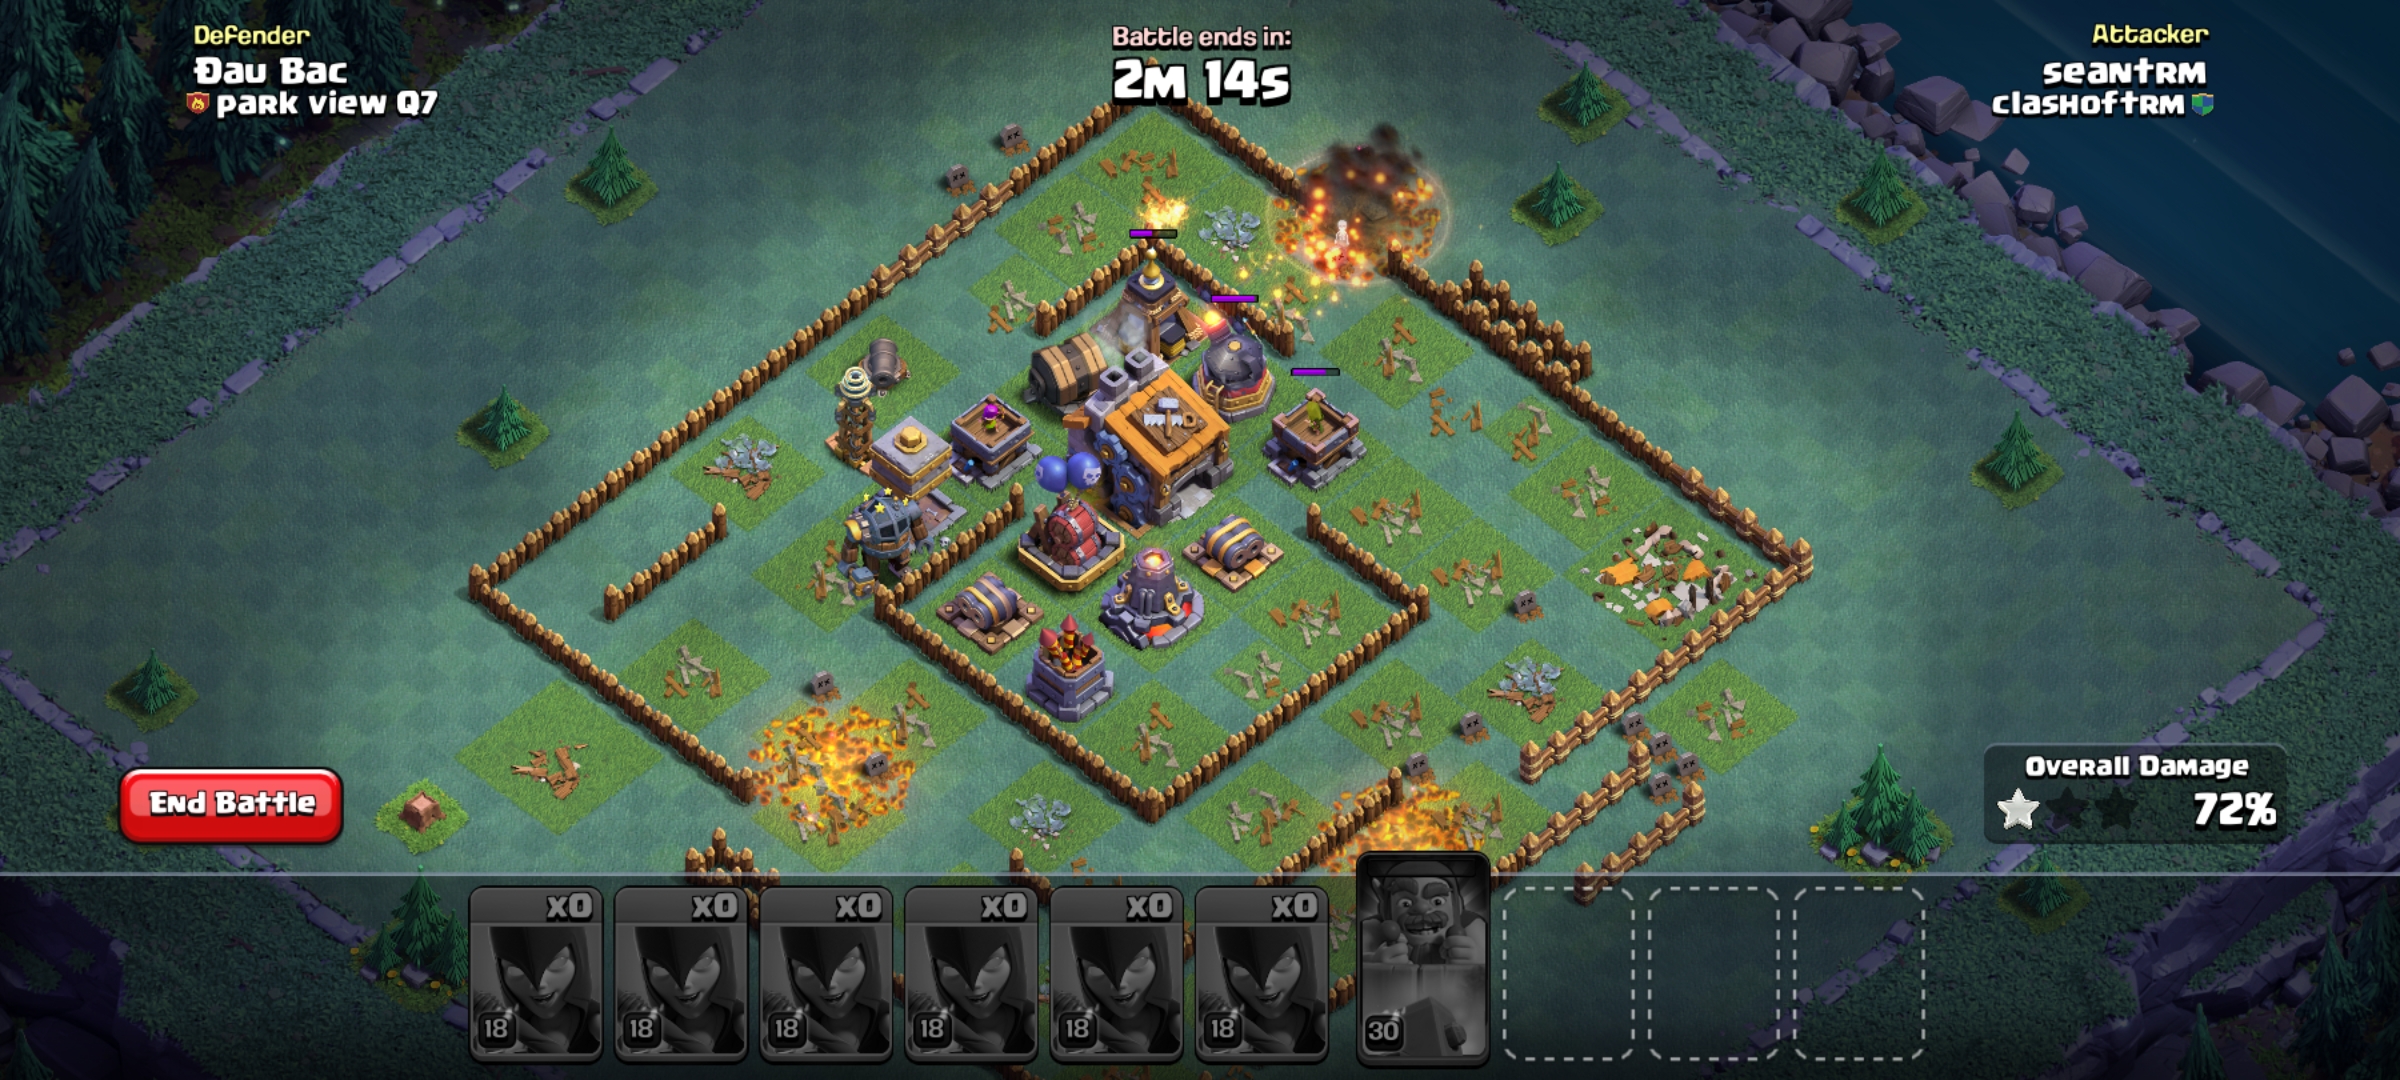 Defender
Đau Bac
park view Q7
Battle ends in:
2M 14s
Attacker
seantRM
clashoftRM
End Battle
Overall Damage
72%
x0
x0
x0
x0
x0
x0
18
18
18
18
18
18
30